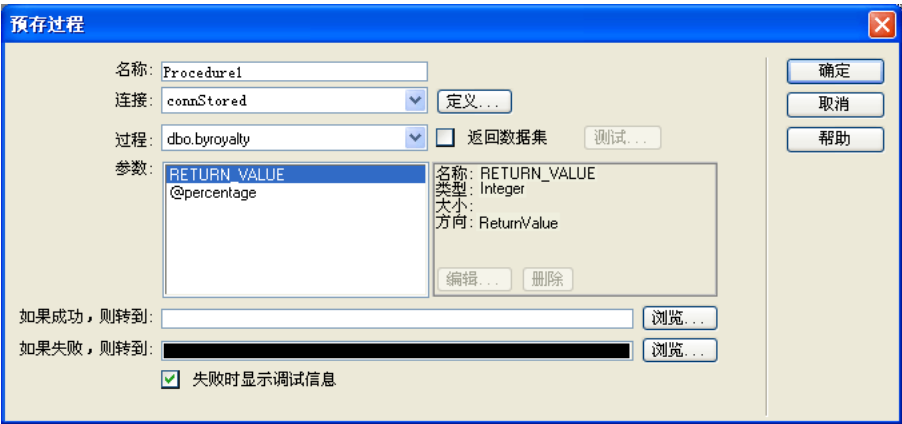 预存过程
名称: Procedure1
确定
连接: connStored 定义...
取消
过程: dbo.byroyalty 返回数据集 测试...
帮助
参数: RETURN_VALUE
@percentage
名称: RETURN_VALUE
类型: Integer
大小:
方向: ReturnValue
编辑... 删除
如果成功，则转到: 浏览...
如果失败，则转到: 浏览...
失败时显示调试信息